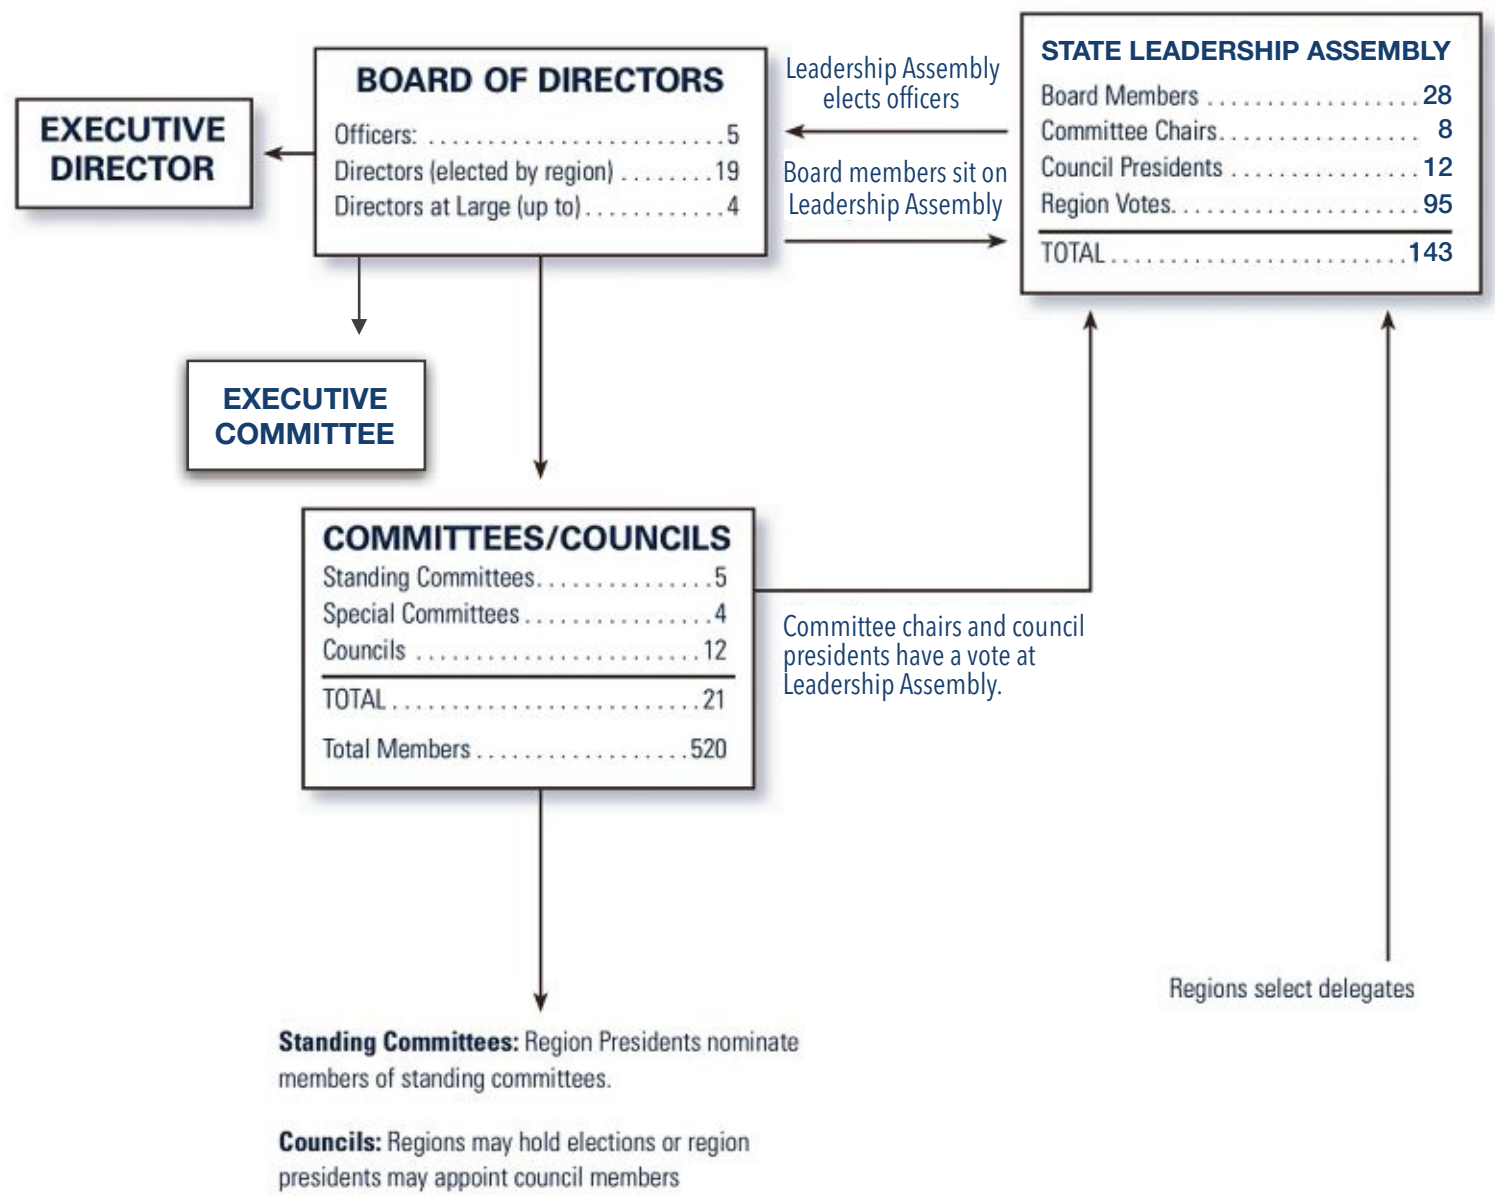 EXECUTIVE
DIRECTOR
BOARD OF DIRECTORS
Officers: ......................... 5
Directors (elected by region) ........ 19
Directors at Large (up to) ............ 4
Leadership Assembly
elects officers
Board members sit on
Leadership Assembly
STATE LEADERSHIP ASSEMBLY
Board Members .................. 28
Committee Chairs ................. 8
Council Presidents ................ 12
Region Votes ..................... 95
TOTAL ......................... 143
EXECUTIVE
COMMITTEE
COMMITTEES/COUNCILS
Standing Committees ............... 5
Special Committees ................ 4
Councils ........................ 12
TOTAL .......................... 21
Total Members .................. 520
Committee chairs and council
presidents have a vote at
Leadership Assembly.
Regions select delegates
Standing Committees: Region Presidents nominate
members of standing committees.
Councils: Regions may hold elections or region
presidents may appoint council members